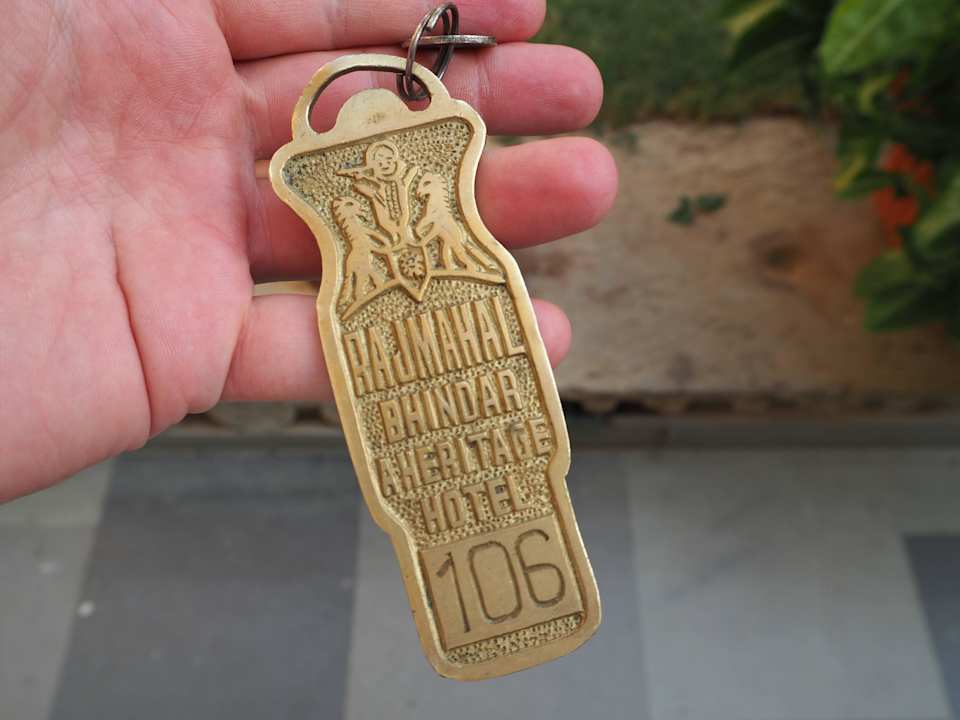 RAJMAHAL
BHINDAR
A HERITAGE
HOTEL
106